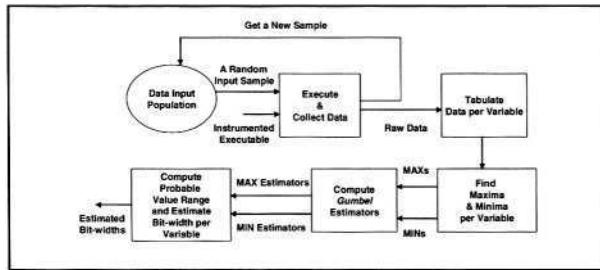 Get a New Sample
A Random
Input Sample
Data Input
Population
Execute
&
Collect Data
Instrumented
Executable
Raw Data
Tabulate
Data per Variable
Compute
Probable
Value Range
and Estimate
Bit-width per
Variable
MAX Estimators
MIN Estimators
Compute
Gumbel
Estimators
MAXs
MINs
Find
Maxima
& Minima
per Variable
Estimated
Bit-widths